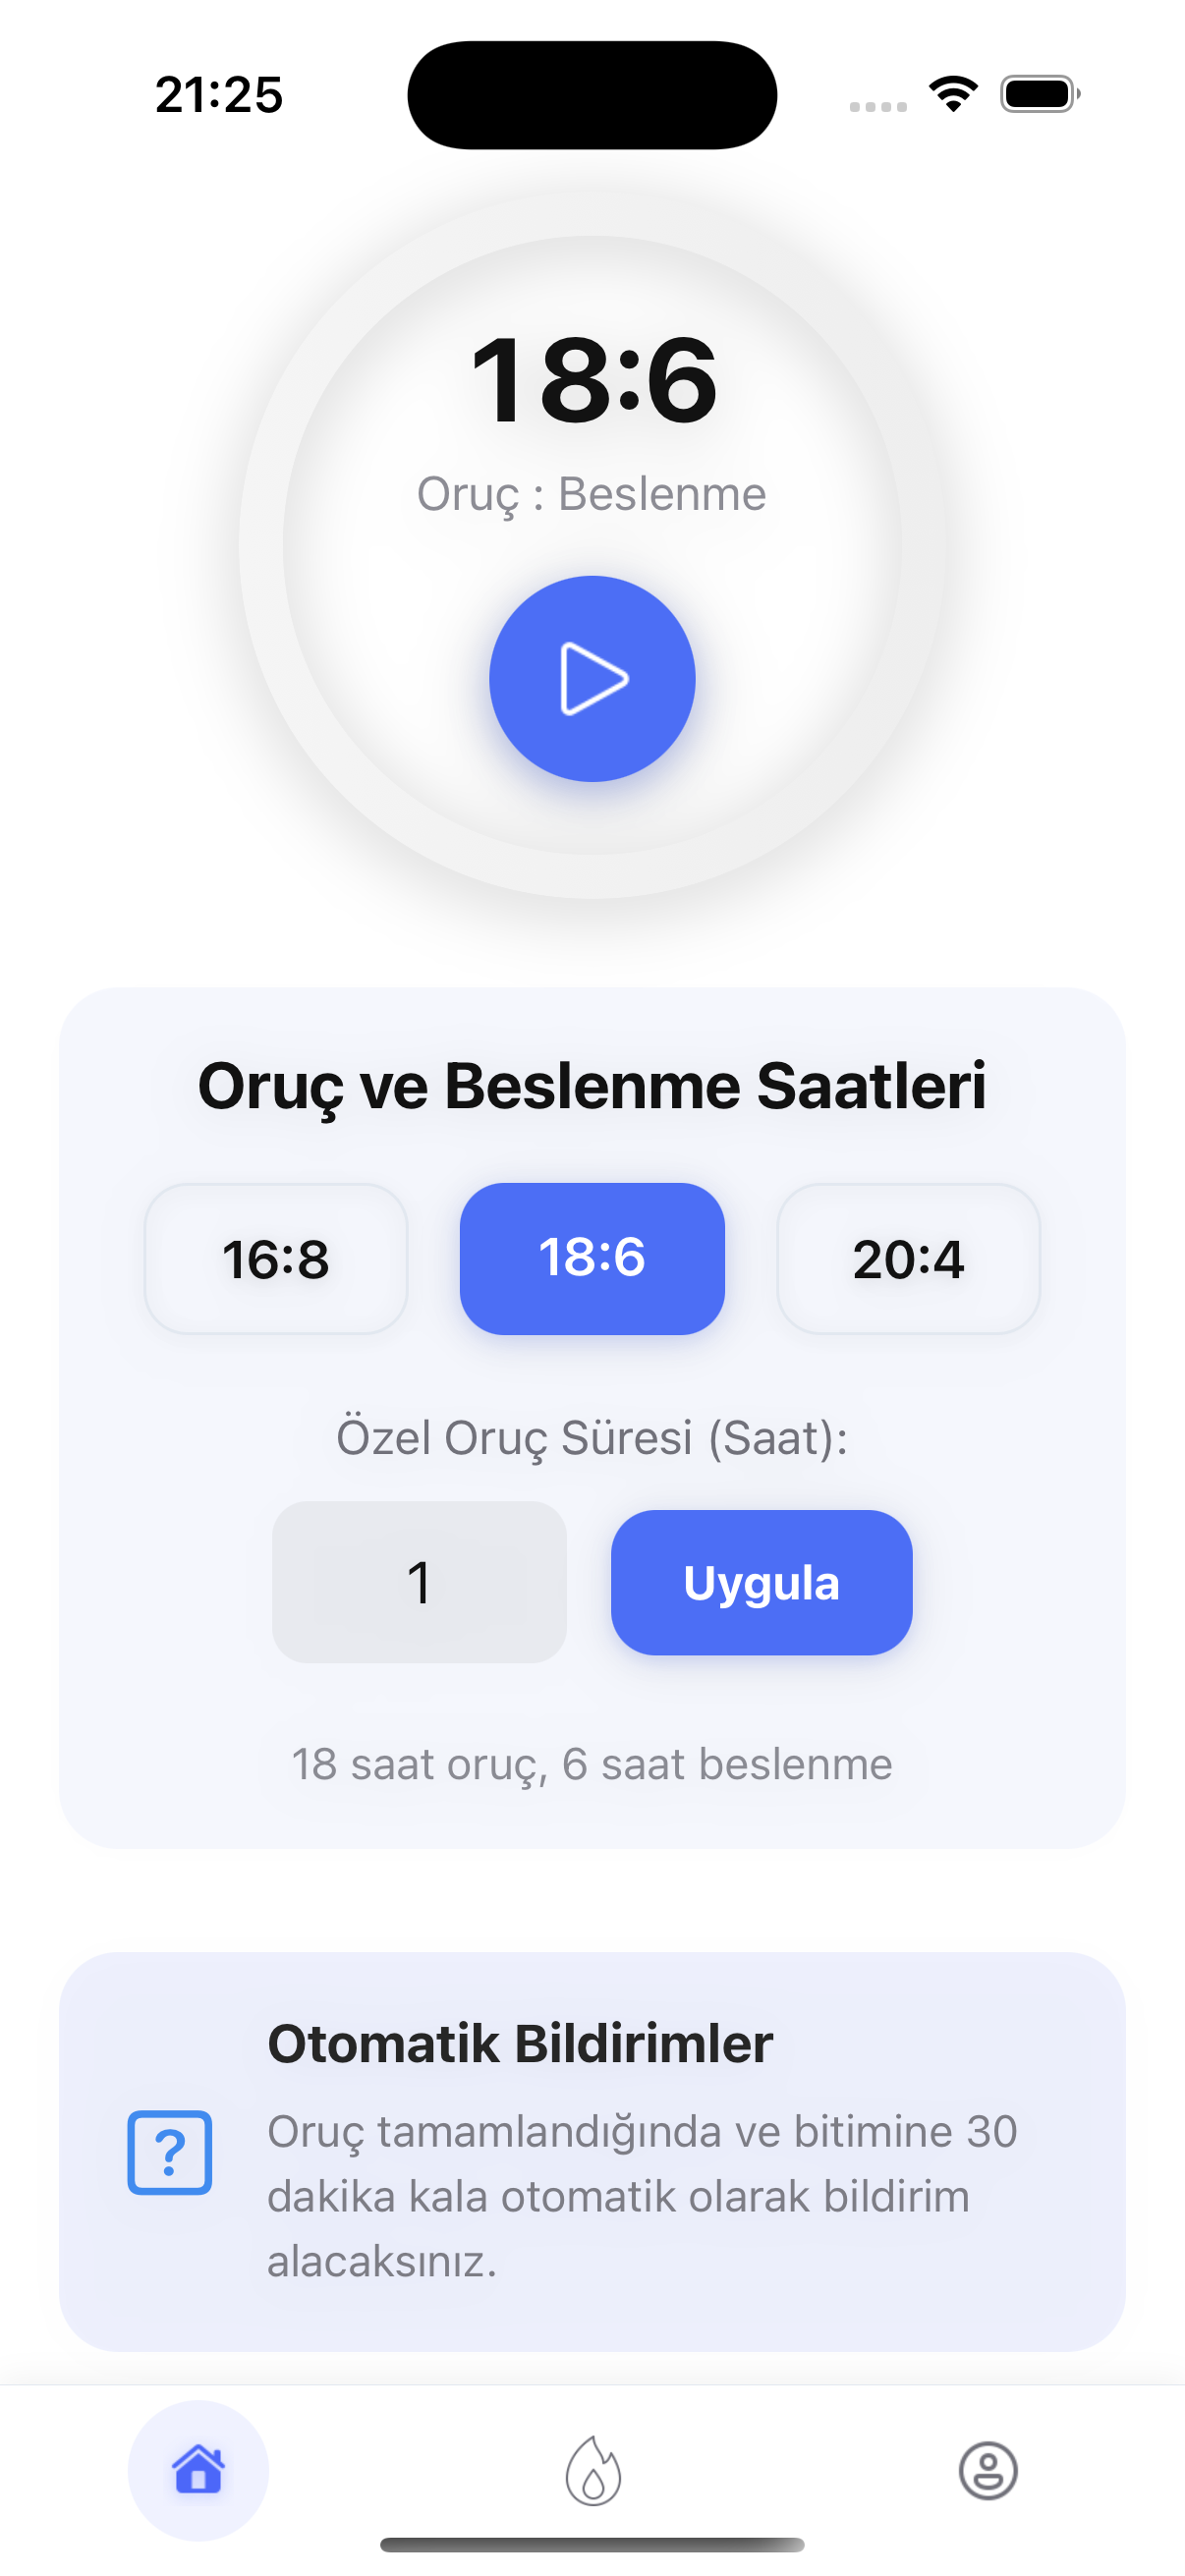 21:25
18:6
Oruç : Beslenme
Oruç ve Beslenme Saatleri
16:8
18:6
20:4
Özel Oruç Süresi (Saat):
1
Uygula
18 saat oruç, 6 saat beslenme
Otomatik Bildirimler
?
Oruç tamamlandığında ve bitimine 30
dakika kala otomatik olarak bildirim
alacaksınız.